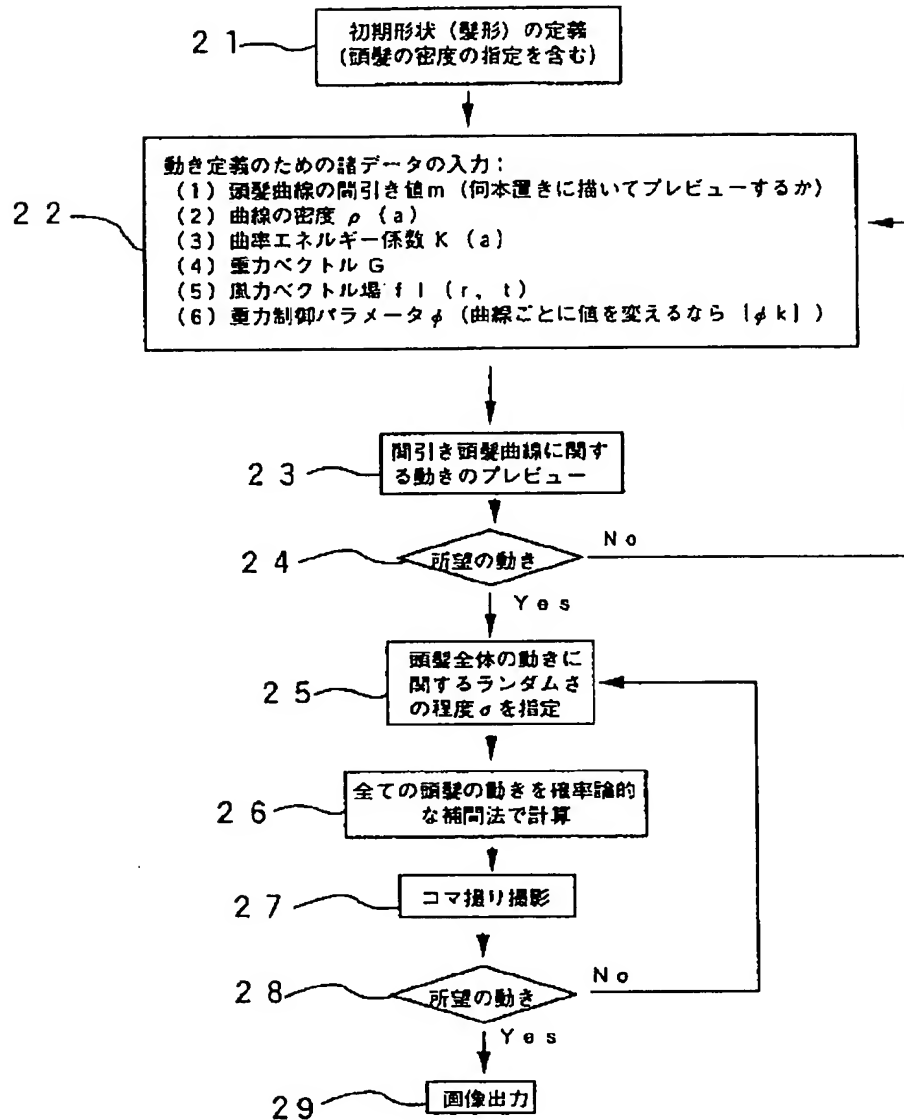 21
初期形状（髪形）の定義
（頭髪の密度の指定を含む）
22
動き定義のための諸データの入力：
（1）頭髪曲線の間引き値m（何本置きに描いてプレビューするか）
（2）曲線の密度 ρ（a）
（3）曲率エネルギー係数 K（a）
（4）重力ベクトル G
（5）風力ベクトル場 f l（r, t）
（6）重力制御パラメータφ（曲線ごとに値を変えるなら {φk}）
23
間引き頭髪曲線に関す
る動きのプレビュー
24
所望の動き
No
Yes
25
頭髪全体の動きに
関するランダムさ
の程度σを指定
26
全ての頭髪の動きを確率論的
な補間法で計算
27
コマ撮り撮影
28
所望の動き
No
Yes
29
画像出力